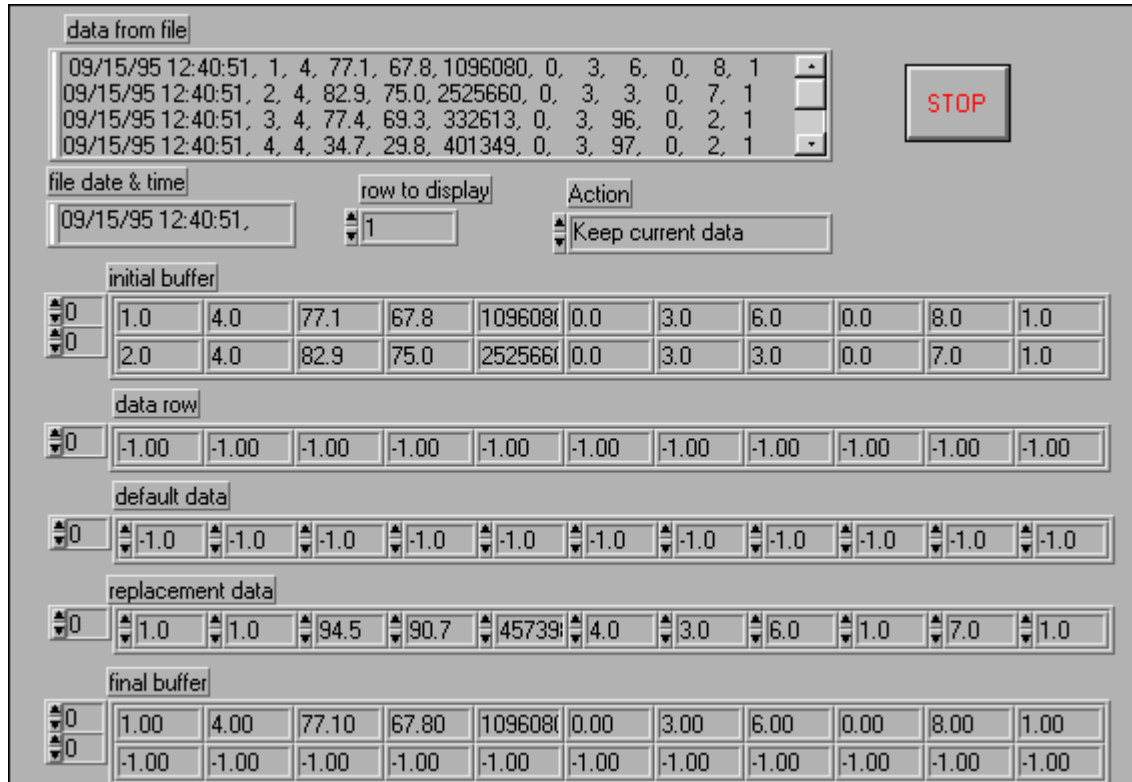 data from file
09/15/95 12:40:51, 1, 4, 77.1, 67.8, 1096080, 0, 3, 6, 0, 8, 1
09/15/95 12:40:51, 2, 4, 82.9, 75.0, 2525660, 0, 3, 3, 0, 7, 1
09/15/95 12:40:51, 3, 4, 77.4, 69.3, 332613, 0, 3, 96, 0, 2, 1
09/15/95 12:40:51, 4, 4, 34.7, 29.8, 401349, 0, 3, 97, 0, 2, 1
STOP
file date & time
09/15/95 12:40:51,
row to display
1
Action
Keep current data
initial buffer
0 1.0 4.0 77.1 67.8 109608 0.0 3.0 6.0 0.0 8.0 1.0
0 2.0 4.0 82.9 75.0 252566 0.0 3.0 3.0 0.0 7.0 1.0
data row
0 -1.00 -1.00 -1.00 -1.00 -1.00 -1.00 -1.00 -1.00 -1.00 -1.00 -1.00
default data
0 -1.0 -1.0 -1.0 -1.0 -1.0 -1.0 -1.0 -1.0 -1.0 -1.0 -1.0
replacement data
0 1.0 1.0 94.5 90.7 45739 4.0 3.0 6.0 1.0 7.0 1.0
final buffer
0 1.00 4.00 77.10 67.80 109608 0.00 3.00 6.00 0.00 8.00 1.00
0 -1.00 -1.00 -1.00 -1.00 -1.00 -1.00 -1.00 -1.00 -1.00 -1.00 -1.00